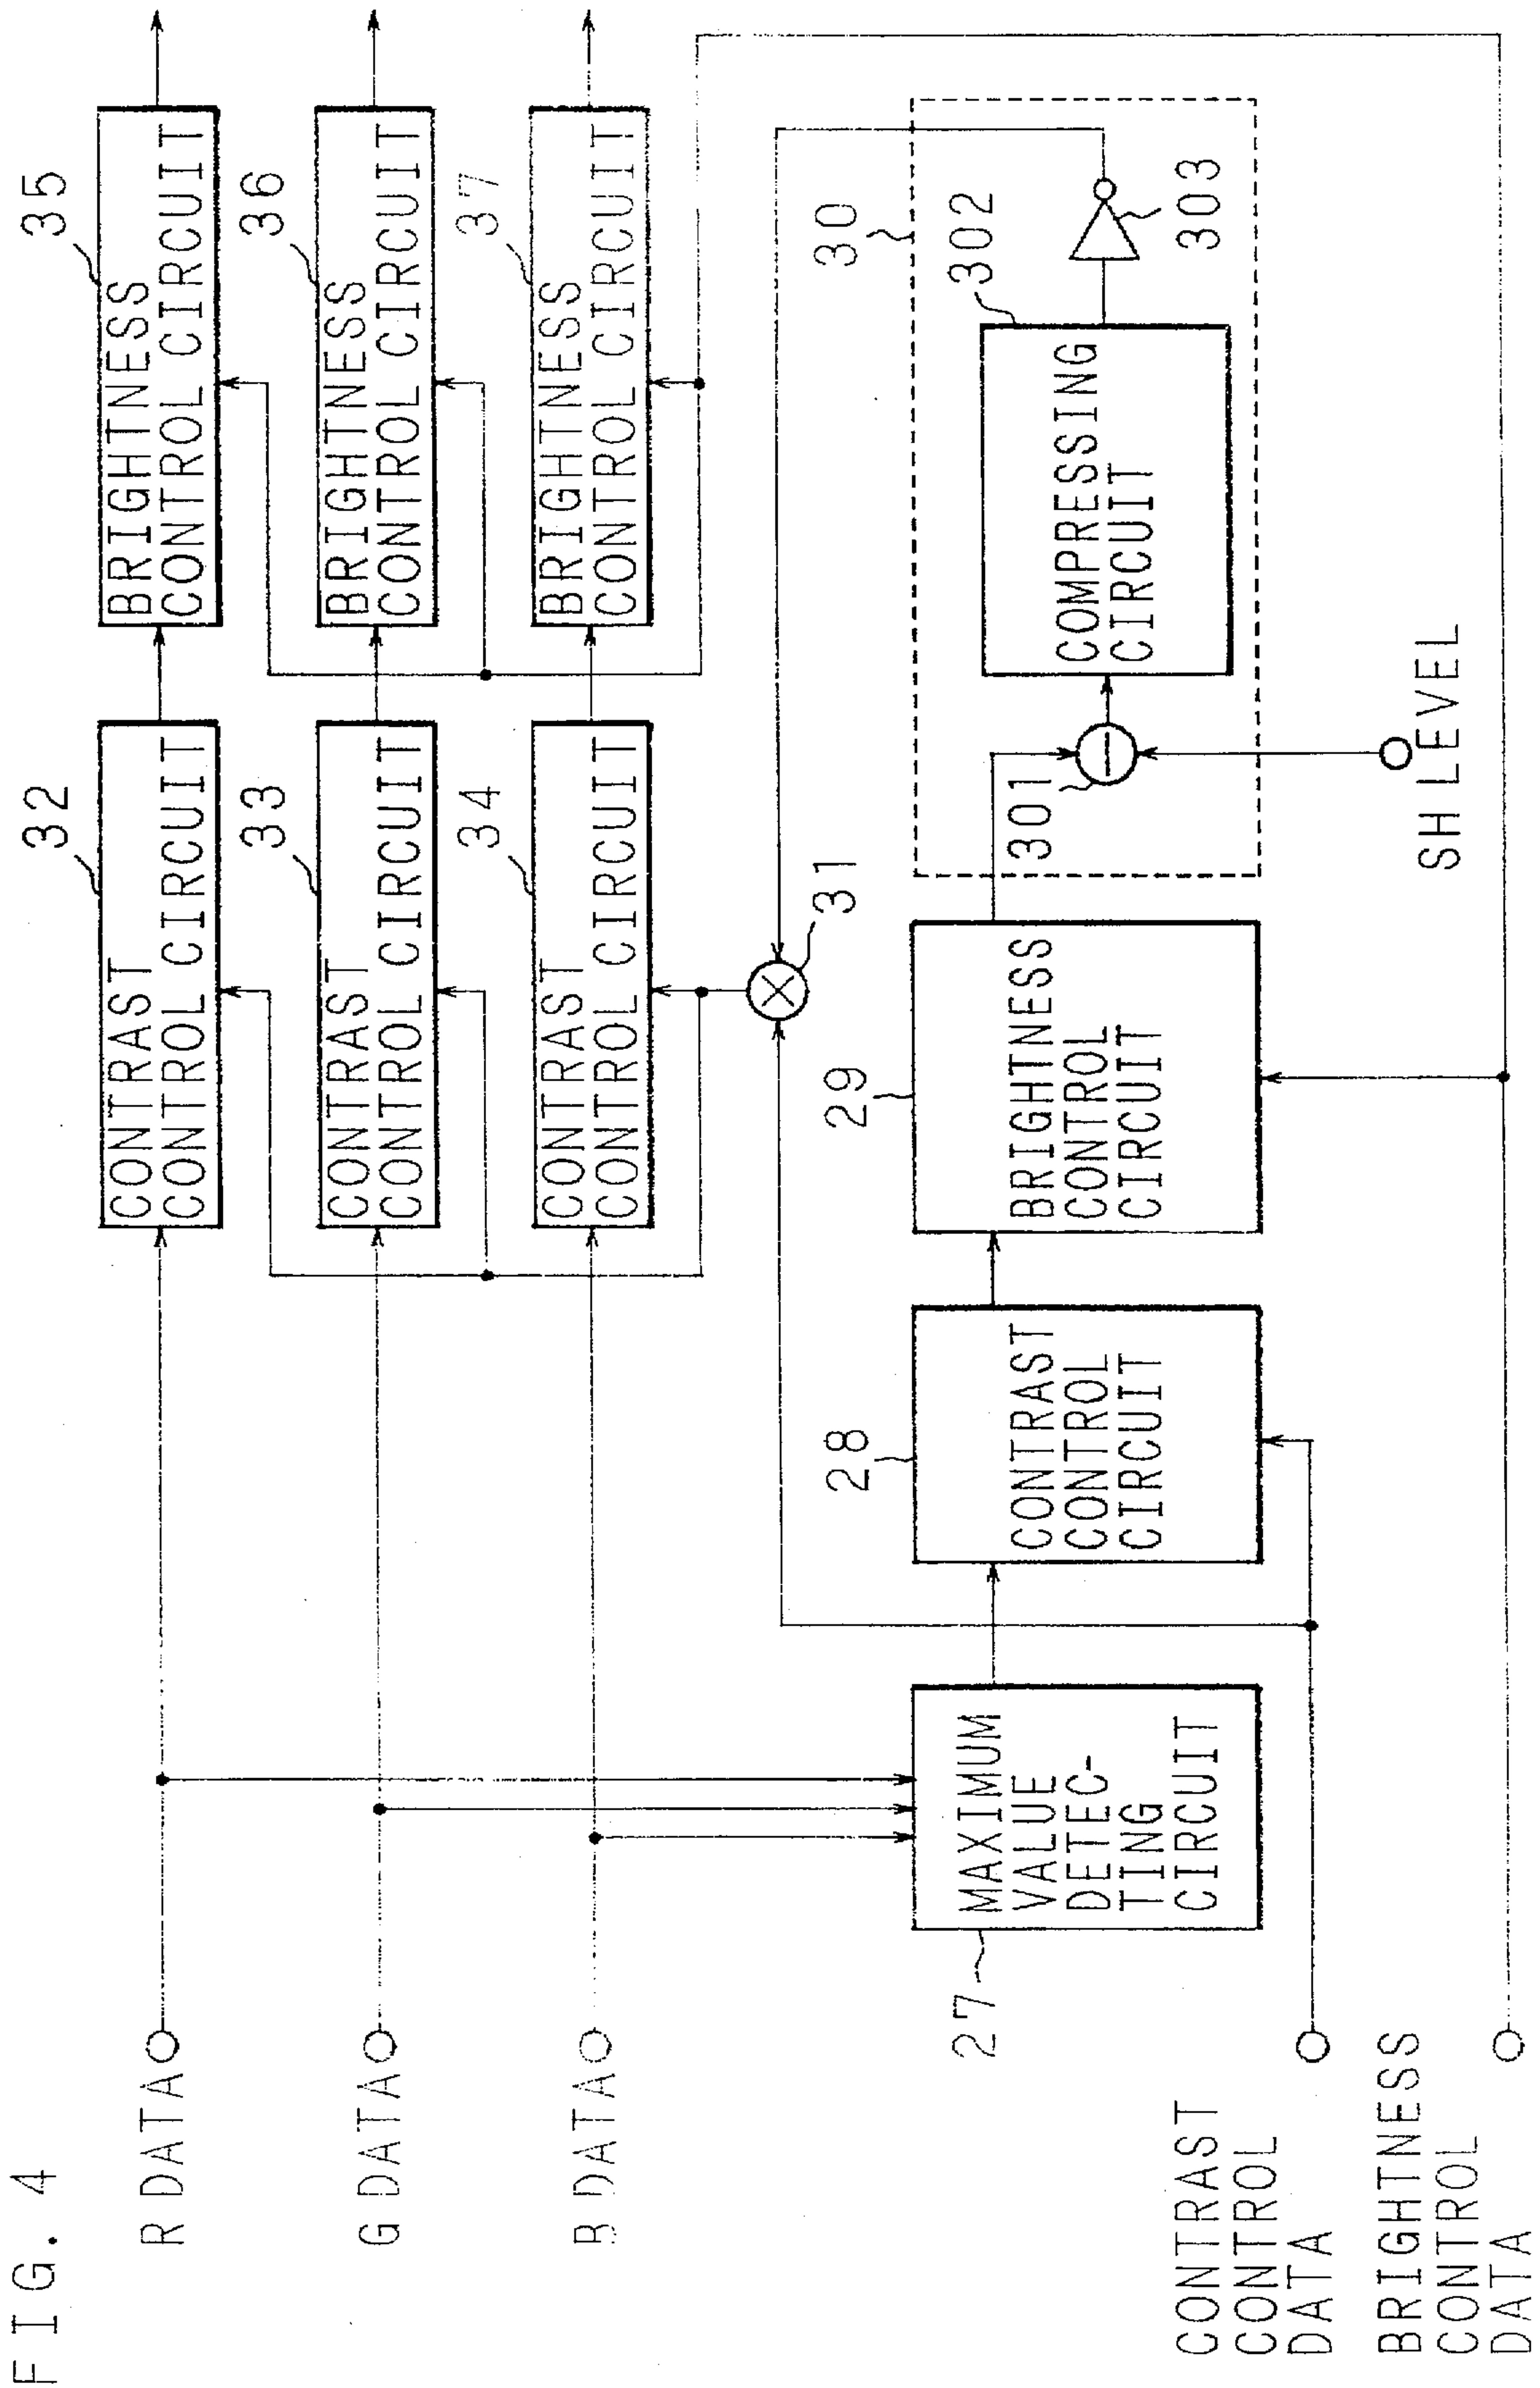 FIG. 4
R DATA
32
CONTRAST
CONTROL CIRCUIT
35
BRIGHTNESS
CONTROL CIRCUIT
G DATA
33
CONTRAST
CONTROL CIRCUIT
36
BRIGHTNESS
CONTROL CIRCUIT
B DATA
34
CONTRAST
CONTROL CIRCUIT
37
BRIGHTNESS
CONTROL CIRCUIT
31
27
MAXIMUM
VALUE
DETEC-
TING
CIRCUIT
28
CONTRAST
CONTROL
CIRCUIT
29
BRIGHTNESS
CONTROL
CIRCUIT
30
301
302
COMPRESSING
CIRCUIT
303
SH LEVEL
CONTRAST
CONTROL
DATA
BRIGHTNESS
CONTROL
DATA